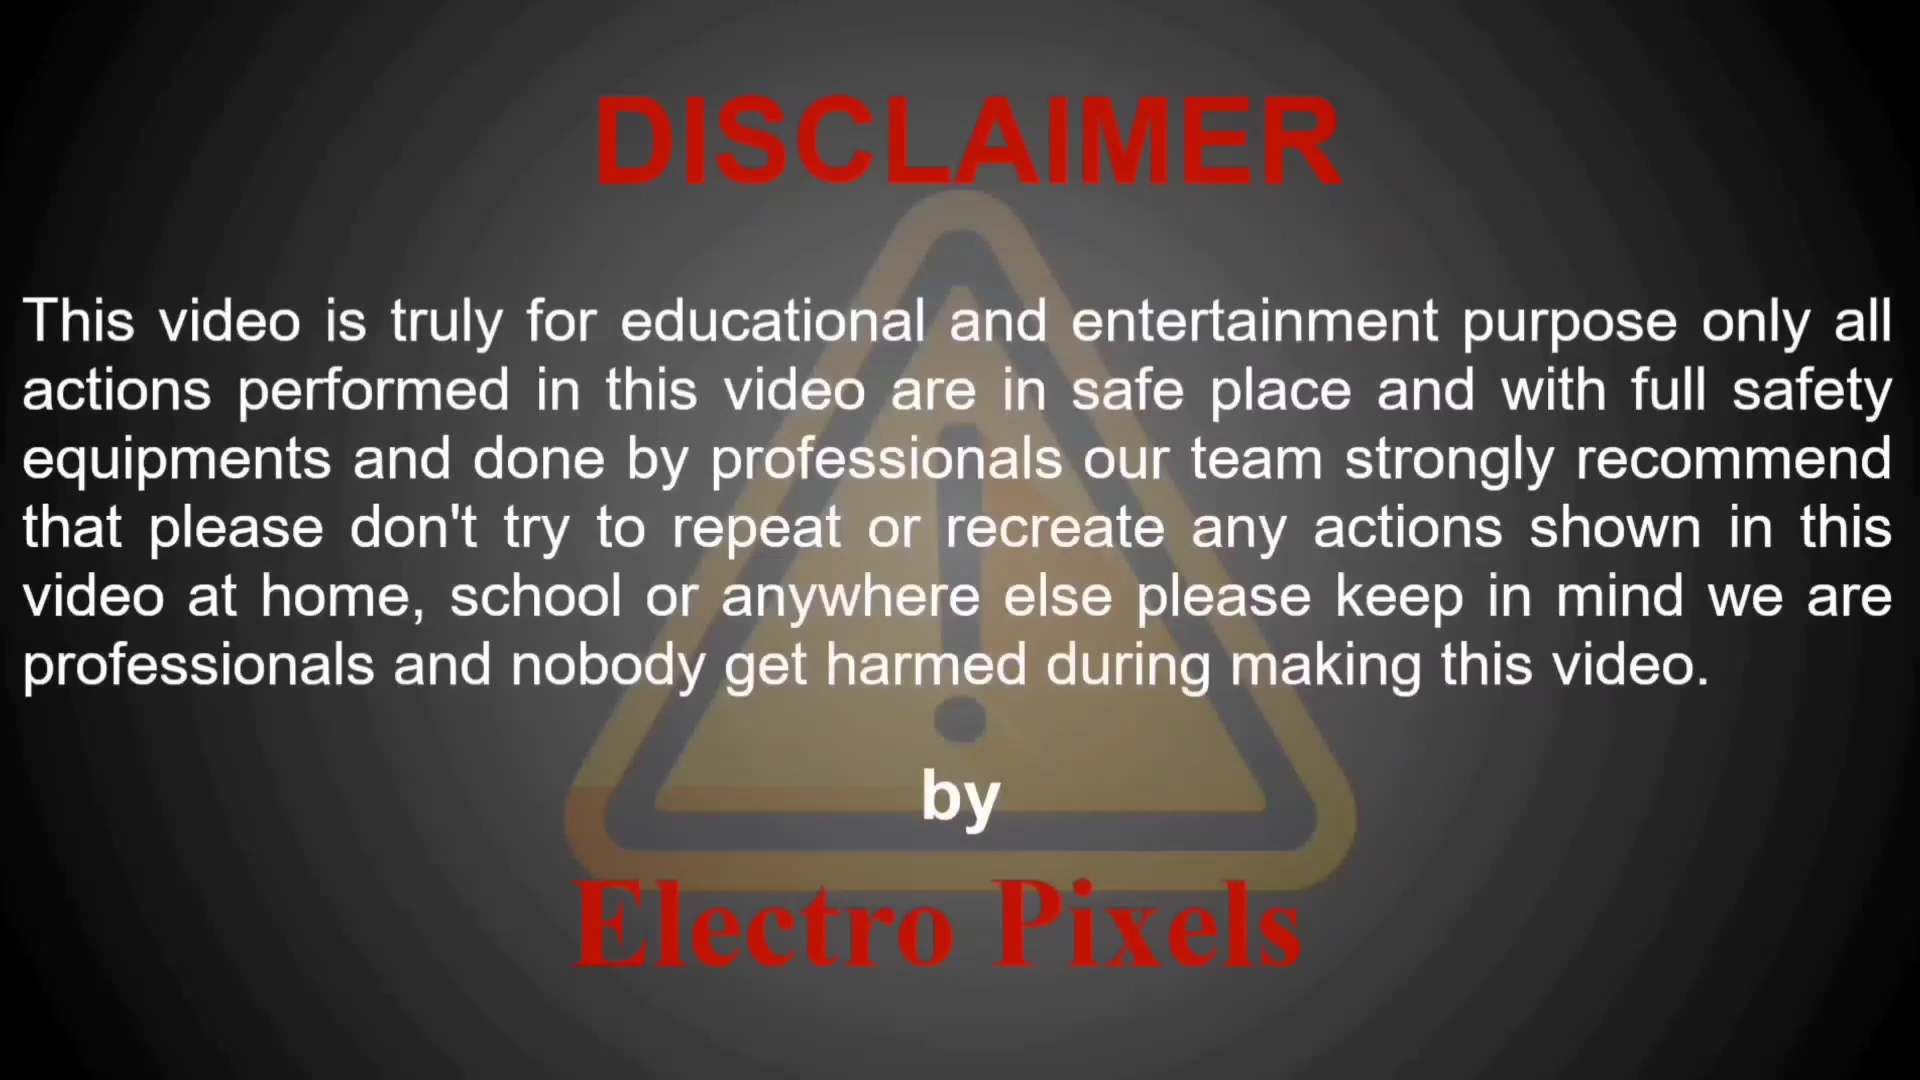 DISCLAIMER
This video is truly for educational and entertainment purpose only all
actions performed in this video are in safe place and with full safety
equipments and done by professionals our team strongly recommend
that please don't try to repeat or recreate any actions shown in this
video at home, school or anywhere else please keep in mind we are
professionals and nobody get harmed during making this video.
by
Electro Pixels